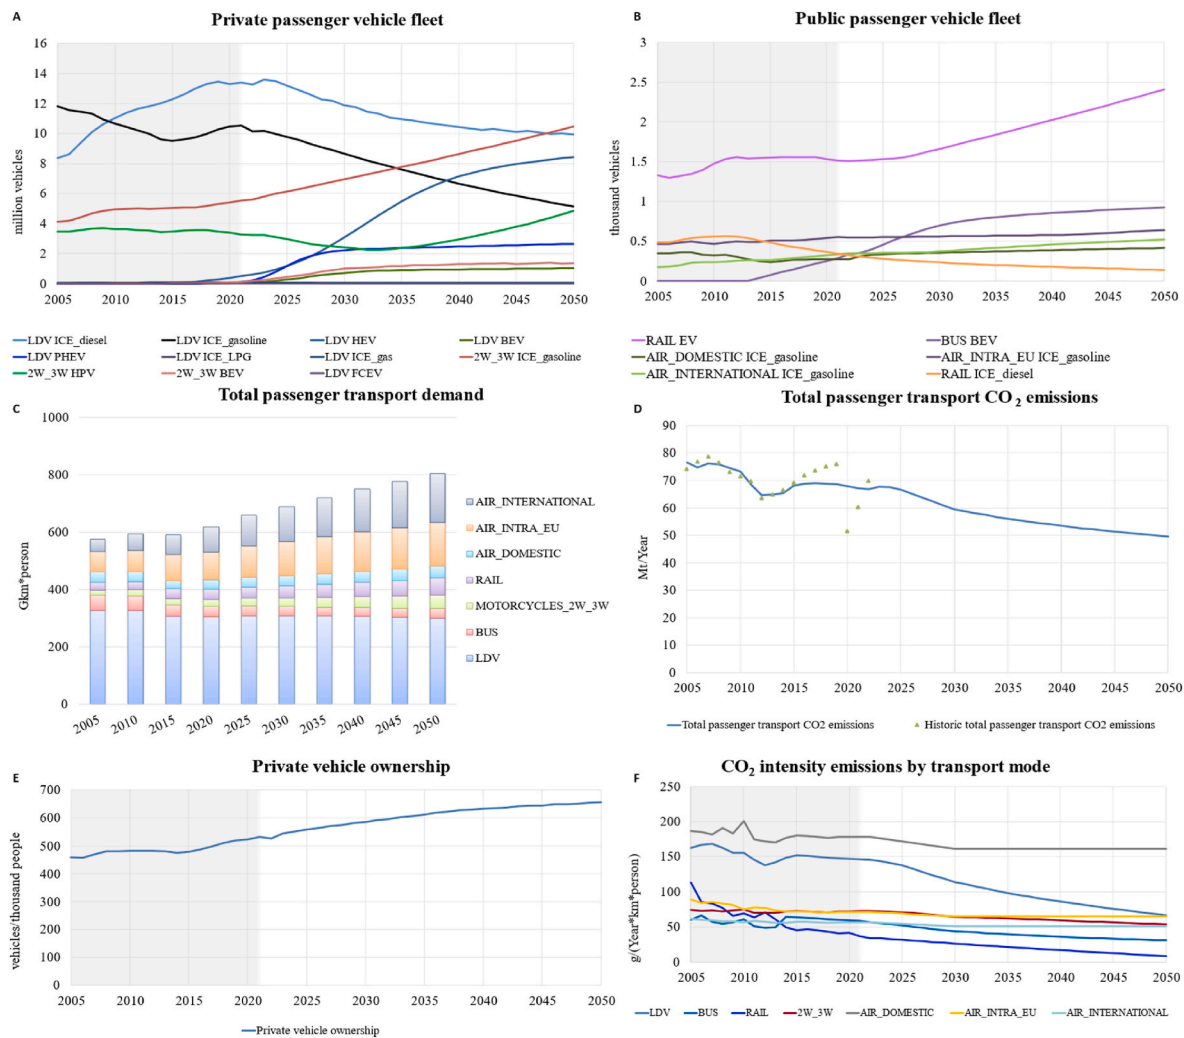 A
Private passenger vehicle fleet
16
14
12
10
8
6
4
2
0
million vehicles
2005 2010 2015 2020 2025 2030 2035 2040 2045 2050
LDV ICE_diesel LDV ICE_gasoline LDV HEV LDV BEV
LDV PHEV LDV ICE_LPG LDV ICE_gas 2W_3W ICE_gasoline
2W_3W HPV 2W_3W BEV LDV FCEV
B
Public passenger vehicle fleet
3
2.5
2
1.5
1
0.5
0
thousand vehicles
2005 2010 2015 2020 2025 2030 2035 2040 2045 2050
RAIL EV BUS BEV
AIR_DOMESTIC ICE_gasoline AIR_INTRA_EU ICE_gasoline
AIR_INTERNATIONAL ICE_gasoline RAIL ICE_diesel
C
Total passenger transport demand
1000
800
600
400
200
0
Gkm*person
2005 2010 2015 2020 2025 2030 2035 2040 2045 2050
AIR_INTERNATIONAL
AIR_INTRA_EU
AIR_DOMESTIC
RAIL
MOTORCYCLES_2W_3W
BUS
LDV
D
Total passenger transport CO2 emissions
90
80
70
60
50
40
30
20
10
0
Mt/Year
2005 2010 2015 2020 2025 2030 2035 2040 2045 2050
Total passenger transport CO2 emissions Historic total passenger transport CO2 emissions
E
Private vehicle ownership
700
600
500
400
300
200
100
0
vehicles/thousand people
2005 2010 2015 2020 2025 2030 2035 2040 2045 2050
Private vehicle ownership
F
CO2 intensity emissions by transport mode
250
200
150
100
50
0
g/(Year*km*person)
2005 2010 2015 2020 2025 2030 2035 2040 2045 2050
LDV BUS RAIL 2W_3W AIR_DOMESTIC AIR_INTRA_EU AIR_INTERNATIONAL